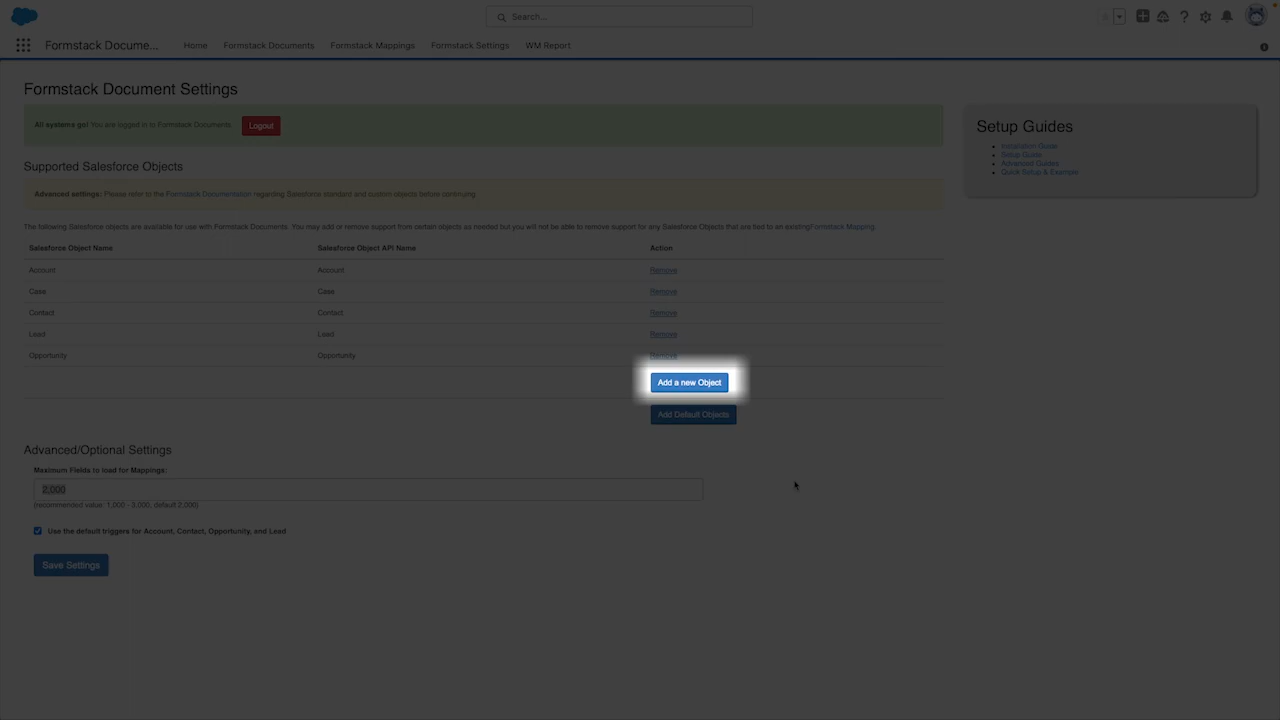 Search...
Formstack Docume...
Home
Formstack Documents
Formstack Mappings
Formstack Settings
WM Report
Formstack Document Settings
All systems go! You are logged in to Formstack Documents.
Logout
Setup Guides
Installation Guide
Setup Guide
Advanced Guides
Quick Setup & Example
Supported Salesforce Objects
Advanced settings: Please refer to the Formstack Documentation regarding Salesforce standard and custom objects before continuing.
The following Salesforce objects are available for use with Formstack Documents. You may add or remove support from certain objects as needed but you will not be able to remove support for any Salesforce Objects that are tied to an existingFormstack Mapping.
Salesforce Object Name Salesforce Object API Name Action
Account Account Remove
Case Case Remove
Contact Contact Remove
Lead Lead Remove
Opportunity Opportunity Remove
Add a new Object
Add Default Objects
Advanced/Optional Settings
Maximum Fields to load for Mappings:
2,000
(recommended value: 1,000 - 3,000, default 2,000)
Use the default triggers for Account, Contact, Opportunity, and Lead
Save Settings